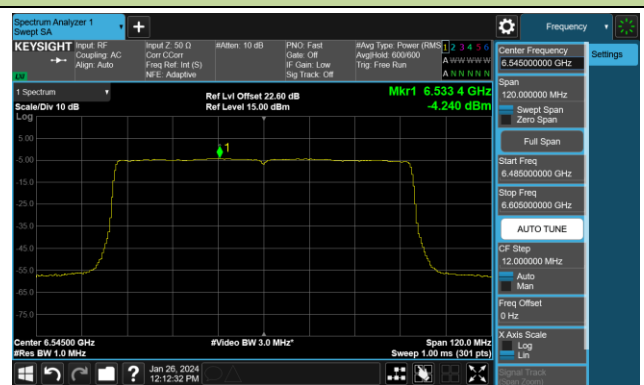 Spectrum Analyzer 1
Swept SA
+
Frequency
KEYSIGHT
Input: RF
Coupling: AC
Align: Auto
Input Z: 50 Ω
Corr CCorr
Freq Ref: Int (S)
NFE: Adaptive
#Atten: 10 dB
PNO: Fast
Gate: Off
IF Gain: Low
Sig Track: Off
#Avg Type: Power (RMS
Avg|Hold: 600/600
Trig: Free Run
1 2 3 4 5 6
A W W W W W
A N N N N N
LW
Center Frequency
6.545000000 GHz
Settings
Span
120.000000 MHz
Swept Span
Zero Span
Full Span
Start Freq
6.485000000 GHz
Stop Freq
6.605000000 GHz
AUTO TUNE
CF Step
12.000000 MHz
Auto
Man
Freq Offset
0 Hz
X Axis Scale
Log
Lin
Signal Track
(Span Zoom)
1 Spectrum
Scale/Div 10 dB
Log
Ref Lvl Offset 22.60 dB
Ref Level 15.00 dBm
Mkr1 6.533 4 GHz
-4.240 dBm
1
5.00
-5.00
-15.0
-25.0
-35.0
-45.0
-55.0
-65.0
-75.0
Center 6.54500 GHz
#Res BW 1.0 MHz
#Video BW 3.0 MHz*
Span 120.0 MHz
Sweep 1.00 ms (301 pts)
?
Jan 26, 2024
12:12:32 PM